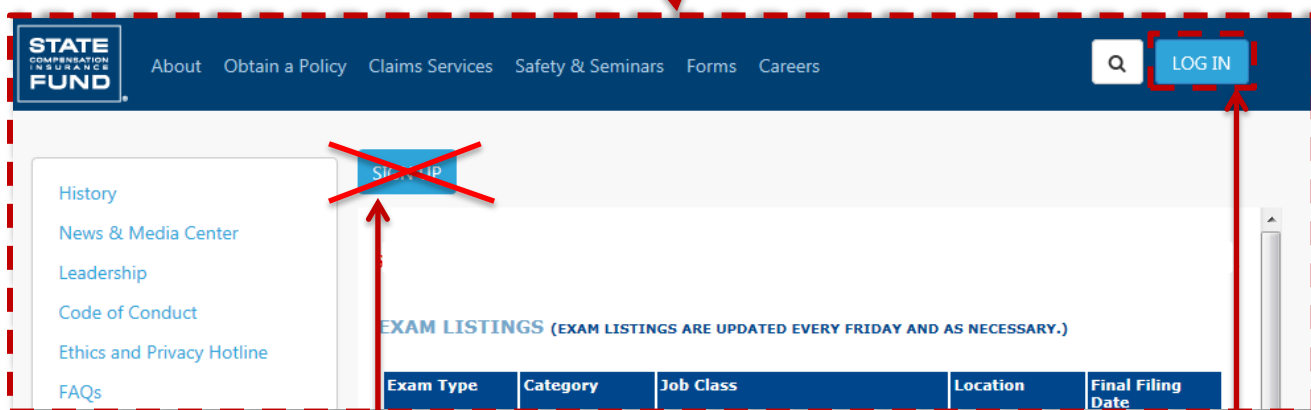 STATE
COMPENSATION
INSURANCE
FUND
About Obtain a Policy Claims Services Safety & Seminars Forms Careers
LOG IN
SIGN UP
History
News & Media Center
Leadership
Code of Conduct
Ethics and Privacy Hotline
FAQs
EXAM LISTINGS (EXAM LISTINGS ARE UPDATED EVERY FRIDAY AND AS NECESSARY.)
Exam Type Category Job Class Location Final Filing
Date